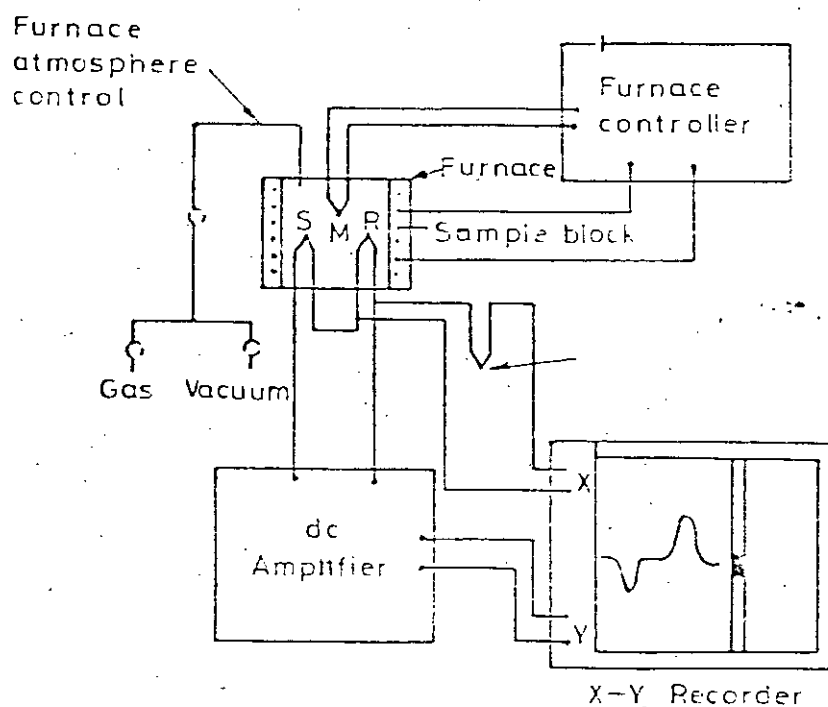 Furnace
atmosphere
control
Furnace
controller
Furnace
S
M
R
Sample block
Gas
Vacuum
X
dc
Amplifier
Y
X-Y Recorder